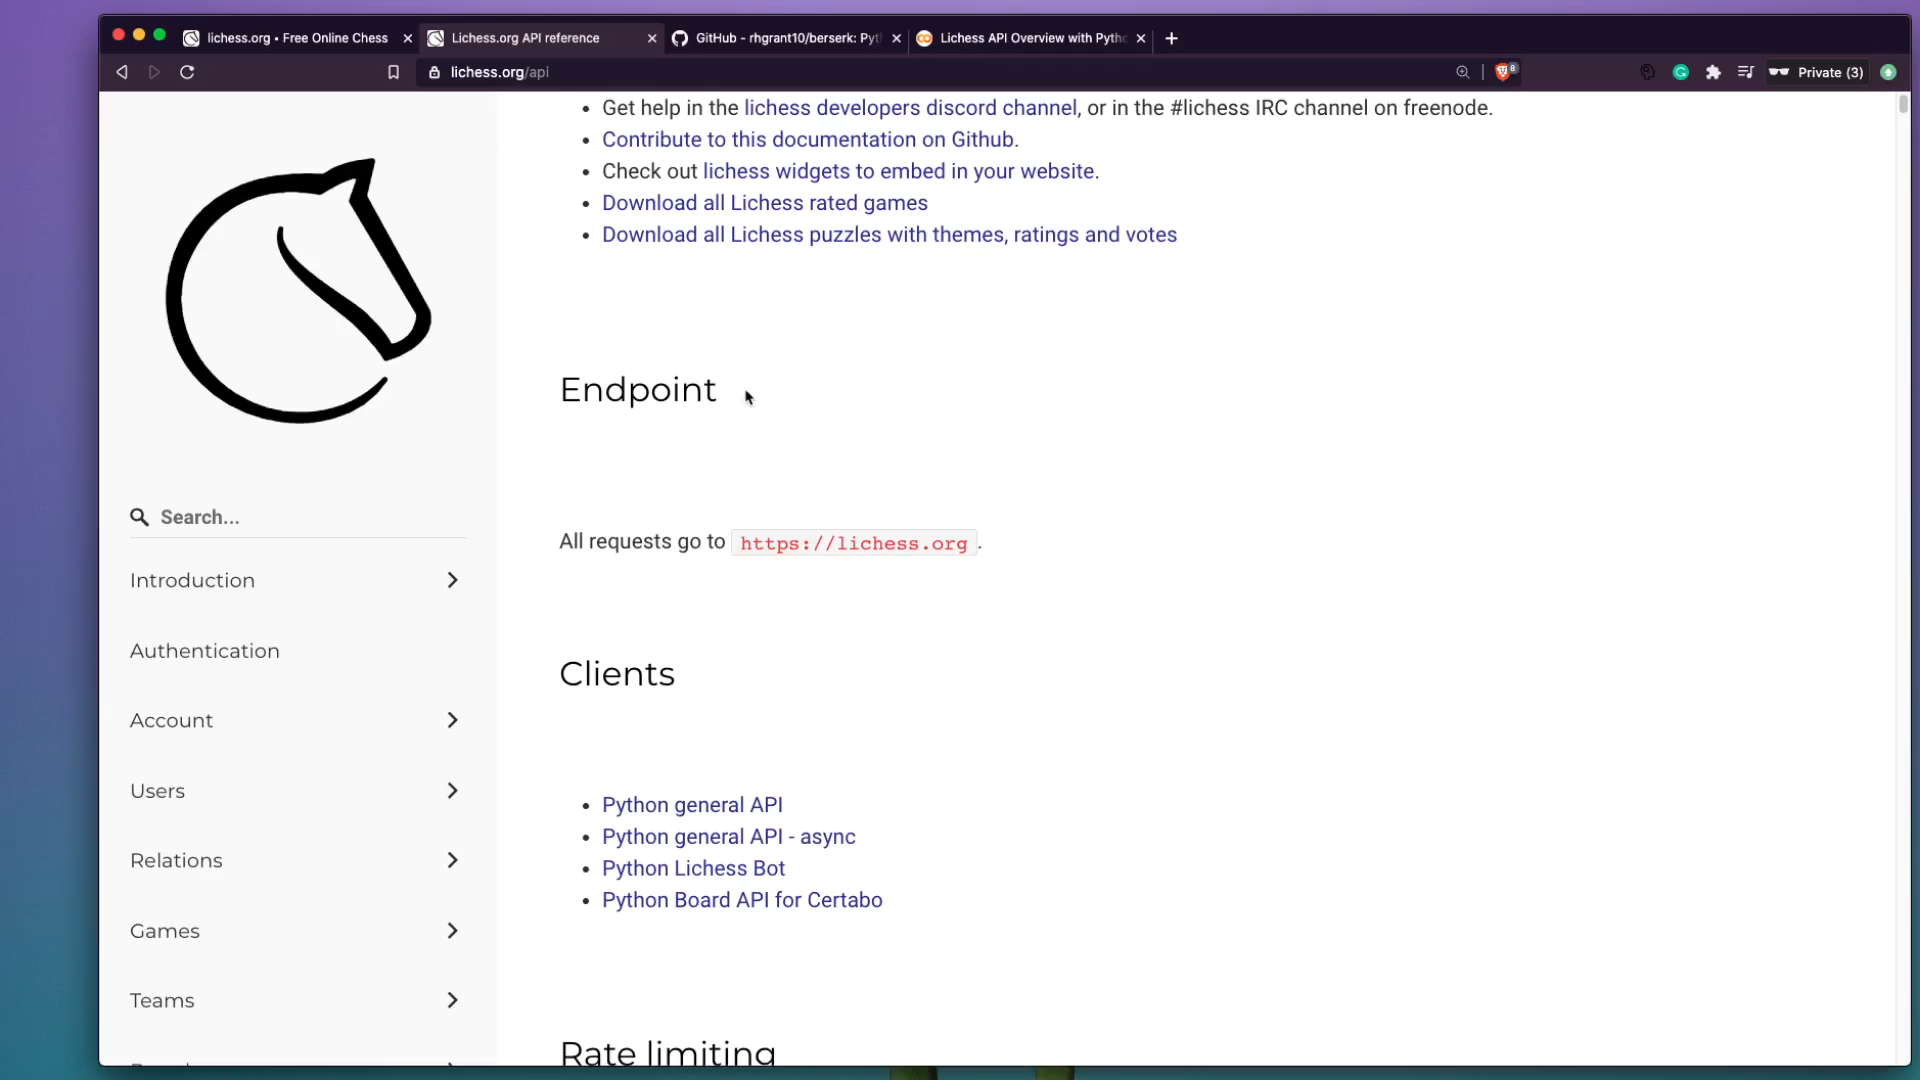 lichess.org • Free Online Chess
Lichess.org API reference
GitHub - rhgrant10/berserk: Pyt
Lichess API Overview with Pytho
lichess.org/api
8
Private (3)
Get help in the lichess developers discord channel, or in the #lichess IRC channel on freenode.
Contribute to this documentation on Github.
Check out lichess widgets to embed in your website.
Download all Lichess rated games
Download all Lichess puzzles with themes, ratings and votes
Endpoint
All requests go to https://lichess.org.
Clients
Python general API
Python general API - async
Python Lichess Bot
Python Board API for Certabo
Rate limiting
Search...
Introduction
Authentication
Account
Users
Relations
Games
Teams